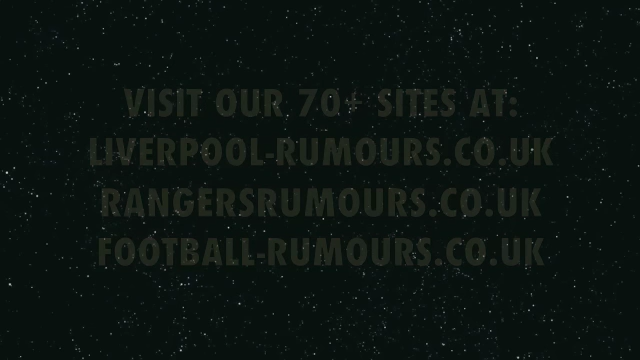 VISIT OUR 70+ SITES AT:
LIVERPOOL-RUMOURS.CO.UK
RANGERSRUMOURS.CO.UK
FOOTBALL-RUMOURS.CO.UK